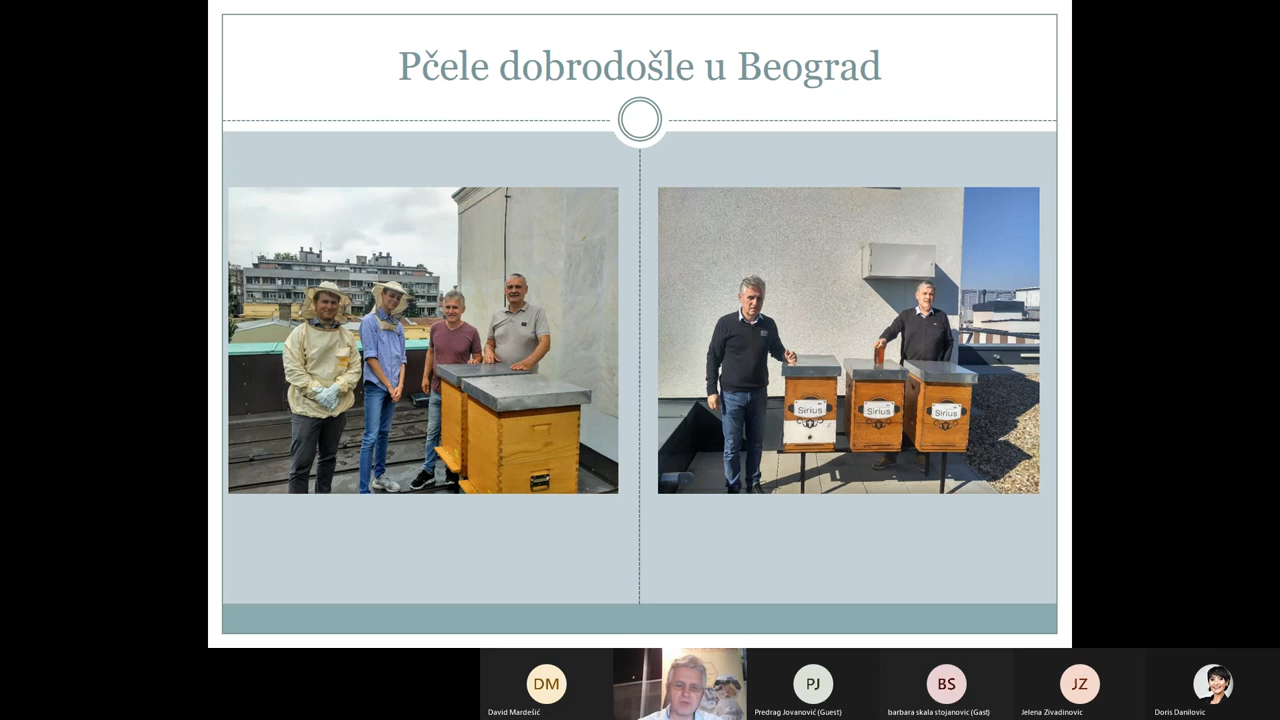 Pčele dobrodošle u Beograd
Sirius
Sirius
Sirius
DM
David Mardešić
PJ
Predrag Jovanović (Guest)
BS
barbara skala stojanovic (Gast)
JZ
Jelena Zivadinovic
Doris Danilovic